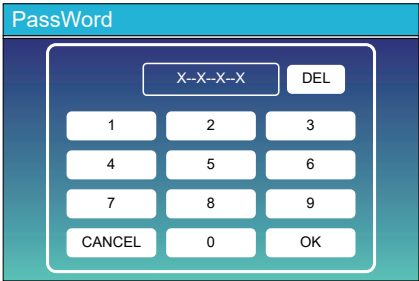 PassWord
X--X--X--X DEL
1 2 3
4 5 6
7 8 9
CANCEL 0 OK